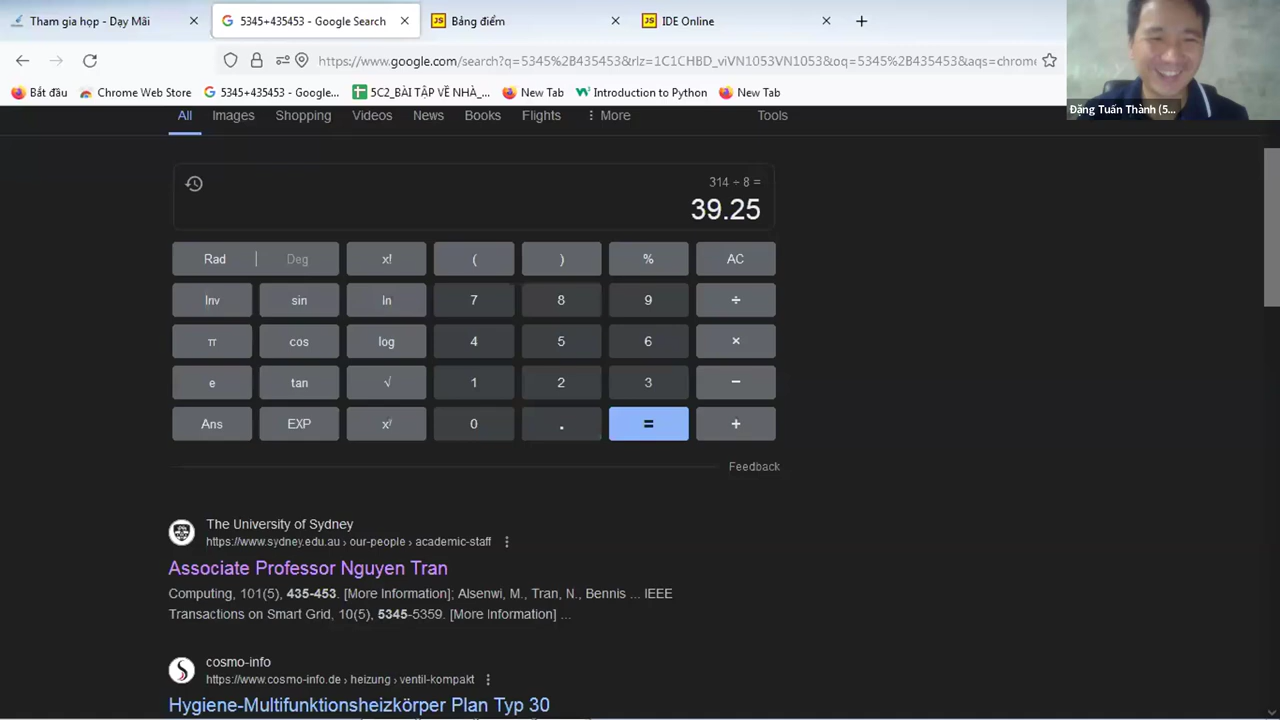 Tham gia họp - Dạy Mãi
5345+435453 - Google Search
JS Bảng điểm
JS IDE Online
https://www.google.com/search?q=5345%2B435453&rlz=1C1CHBD_viVN1053VN1053&oq=5345%2B435453&aqs=chrome
Bắt đầu
Chrome Web Store
5345+435453 - Google...
5C2_BÀI TẬP VỀ NHÀ_...
New Tab
Introduction to Python
New Tab
Đặng Tuấn Thành (5...
All Images Shopping Videos News Books Flights More Tools
314 ÷ 8 =
39.25
Rad Deg x! ( ) % AC
Inv sin ln 7 8 9 ÷
π cos log 4 5 6 ×
e tan √ 1 2 3 −
Ans EXP xʸ 0 . = +
Feedback
The University of Sydney
https://www.sydney.edu.au › our-people › academic-staff
Associate Professor Nguyen Tran
Computing, 101(5), 435-453. [More Information]; Alsenwi, M., Tran, N., Bennis ... IEEE
Transactions on Smart Grid, 10(5), 5345-5359. [More Information] ...
cosmo-info
https://www.cosmo-info.de › heizung › ventil-kompakt
Hygiene-Multifunktionsheizkörper Plan Typ 30